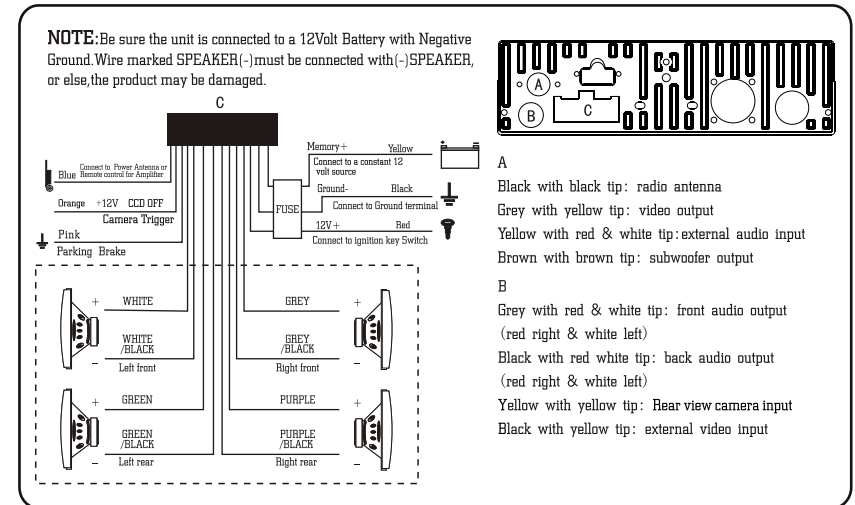 NOTE:Be sure the unit is connected to a 12Volt Battery with Negative
Ground.Wire marked SPEAKER(-)must be connected with(-)SPEAKER,
or else,the product may be damaged.
C
Blue
Connect to Power Antenna or
Remote control for Amplifier
Orange +12V CCD OFF
Camera Trigger
Pink
Parking Brake
FUSE
Memory+ Yellow
Connect to a constant 12
volt source
Ground- Black
Connect to Ground terminal
12V+ Red
Connect to ignition key Switch
+ -
+ WHITE
WHITE
/BLACK
-
Left front
GREY +
GREY
/BLACK
-
Right front
+ GREEN
GREEN
/BLACK
-
Left rear
PURPLE +
PURPLE
/BLACK
-
Right rear
A
B
C
A
Black with black tip: radio antenna
Grey with yellow tip: video output
Yellow with red & white tip:external audio input
Brown with brown tip: subwoofer output
B
Grey with red & white tip: front audio output
(red right & white left)
Black with red white tip: back audio output
(red right & white left)
Yellow with yellow tip: Rear view camera input
Black with yellow tip: external video input